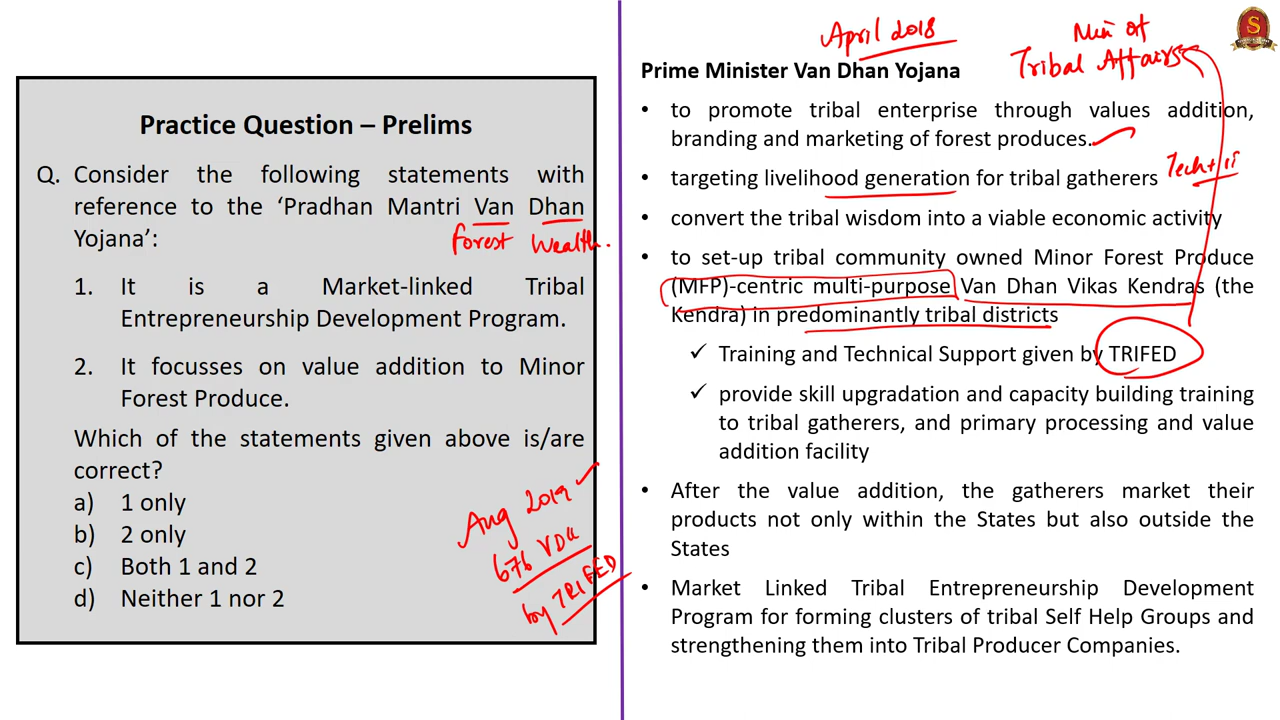 Practice Question – Prelims
Q. Consider the following statements with
reference to the ‘Pradhan Mantri Van Dhan
Yojana’:
forest wealth.
1. It is a Market-linked Tribal
Entrepreneurship Development Program.
2. It focusses on value addition to Minor
Forest Produce.
Which of the statements given above is/are
correct?
a) 1 only
b) 2 only
c) Both 1 and 2
d) Neither 1 nor 2
Aug 2019
676 VDK
by TRIFED
April 2018
Min of
Tribal Affairs
S
Prime Minister Van Dhan Yojana
• to promote tribal enterprise through values addition,
branding and marketing of forest produces.
• targeting livelihood generation for tribal gatherers
Tech + IT
• convert the tribal wisdom into a viable economic activity
• to set-up tribal community owned Minor Forest Produce
(MFP)-centric multi-purpose Van Dhan Vikas Kendras (the
Kendra) in predominantly tribal districts
✓ Training and Technical Support given by TRIFED
✓ provide skill upgradation and capacity building training
to tribal gatherers, and primary processing and value
addition facility
• After the value addition, the gatherers market their
products not only within the States but also outside the
States
• Market Linked Tribal Entrepreneurship Development
Program for forming clusters of tribal Self Help Groups and
strengthening them into Tribal Producer Companies.